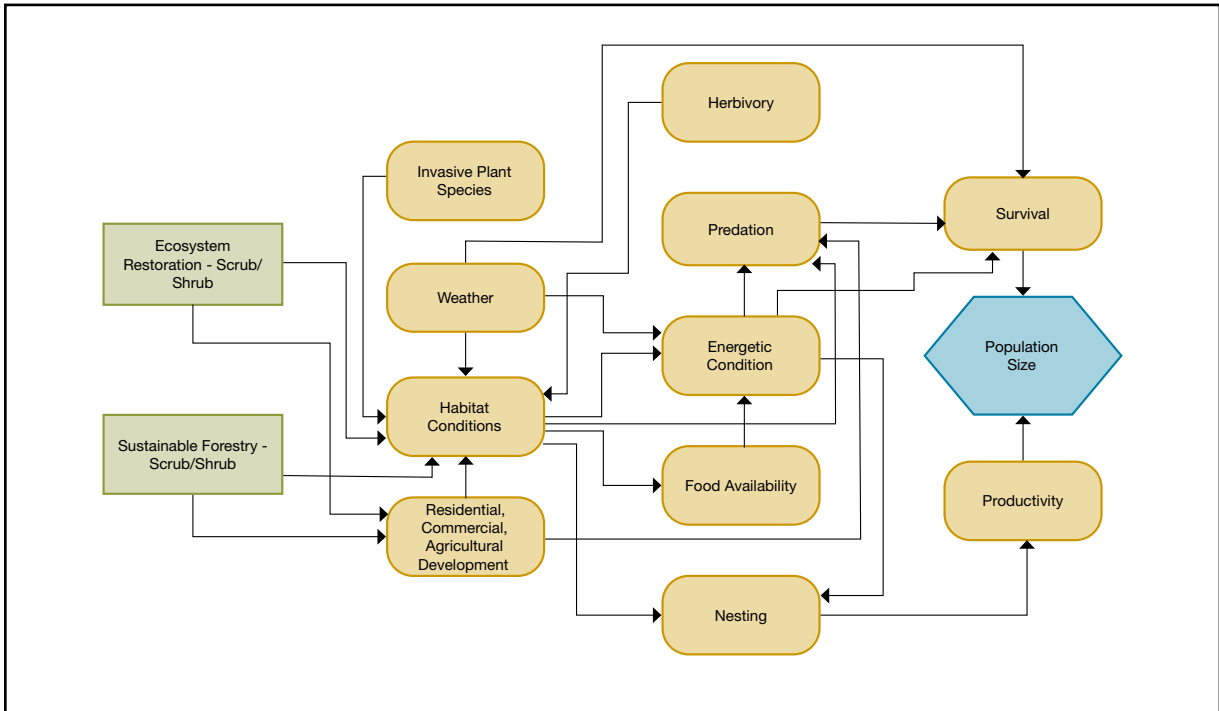 Herbivory
Invasive Plant
Species
Survival
Predation
Ecosystem
Restoration - Scrub/
Shrub
Weather
Energetic
Condition
Population
Size
Habitat
Conditions
Sustainable Forestry -
Scrub/Shrub
Food Availability
Productivity
Residential,
Commercial,
Agricultural
Development
Nesting